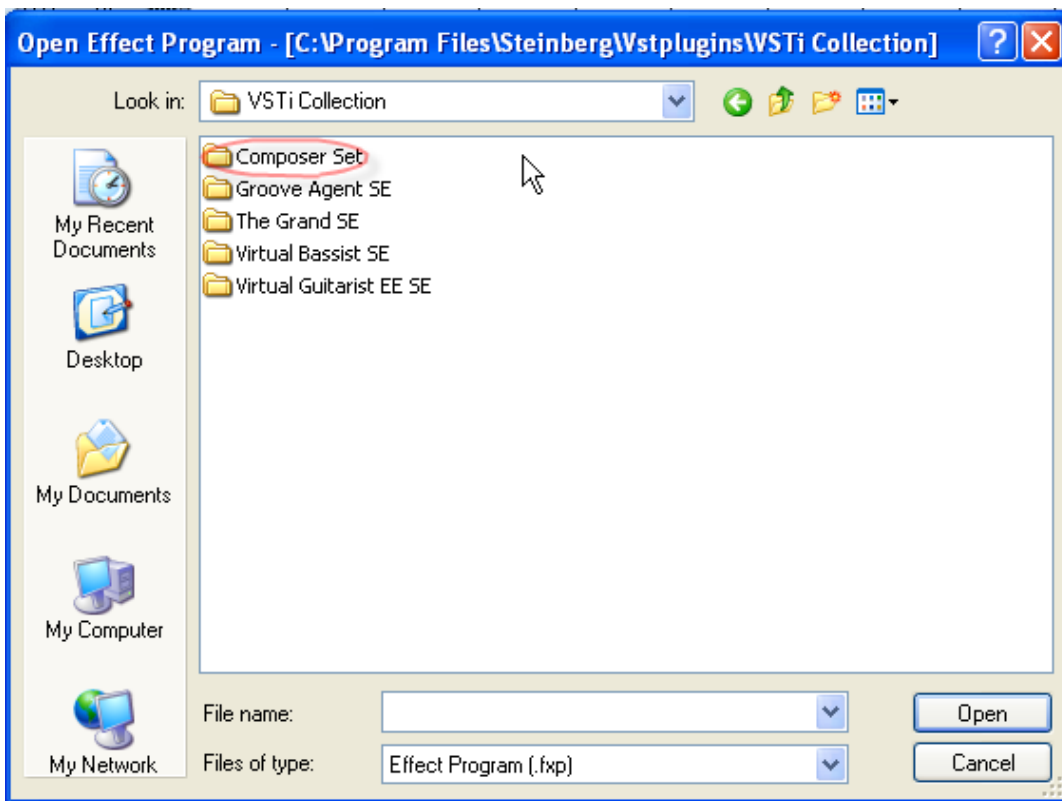 Open Effect Program - [C:\Program Files\Steinberg\Vstplugins\VSTi Collection]
Look in: VSTi Collection
Composer Set
Groove Agent SE
The Grand SE
Virtual Bassist SE
Virtual Guitarist EE SE
My Recent
Documents
Desktop
My Documents
My Computer
My Network
File name:
Open
Files of type: Effect Program (.fxp)
Cancel